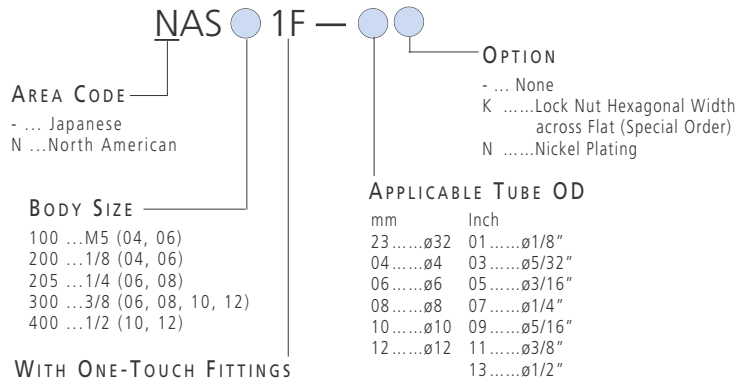 NAS 1F —
OPTION
- ... None
K ......Lock Nut Hexagonal Width
across Flat (Special Order)
N ......Nickel Plating
AREA CODE
- ... Japanese
N ...North American
BODY SIZE
100 ...M5 (04, 06)
200 ...1/8 (04, 06)
205 ...1/4 (06, 08)
300 ...3/8 (06, 08, 10, 12)
400 ...1/2 (10, 12)
WITH ONE-TOUCH FITTINGS
APPLICABLE TUBE OD
mm Inch
23......ø32 01......ø1/8"
04......ø4 03......ø5/32"
06......ø6 05......ø3/16"
08......ø8 07......ø1/4"
10......ø10 09......ø5/16"
12......ø12 11......ø3/8"
13......ø1/2"